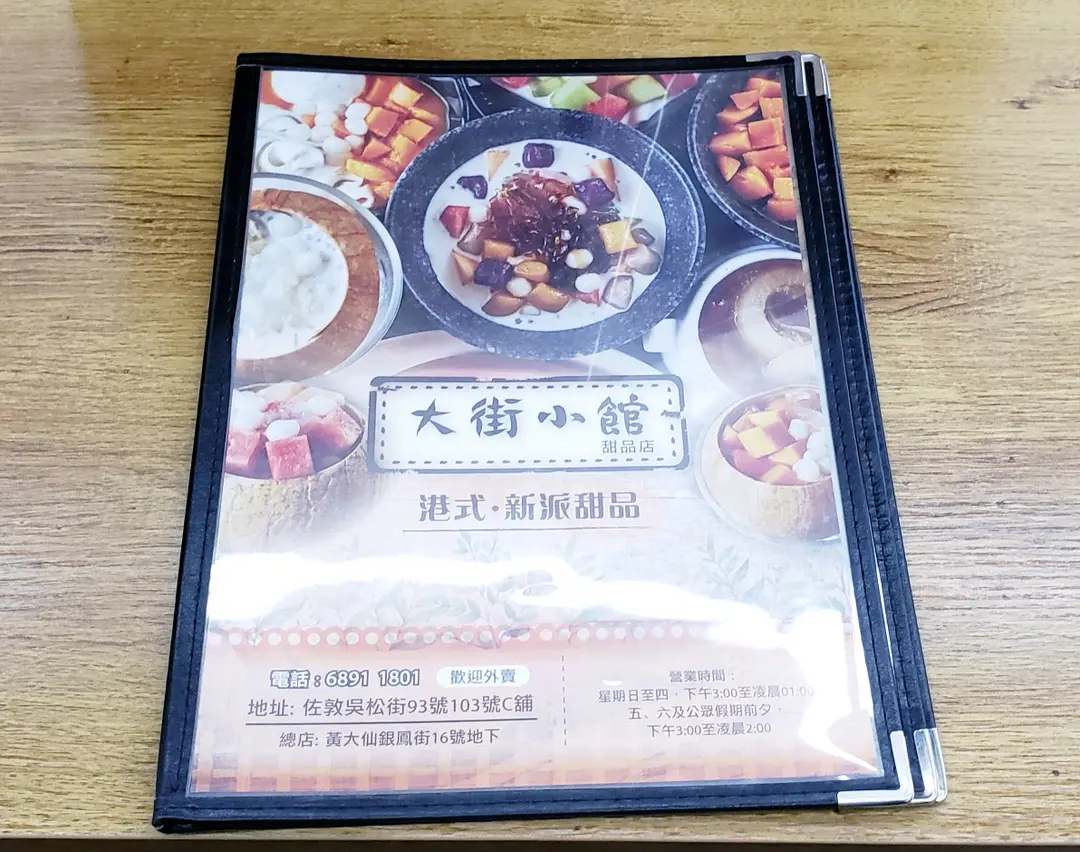 大街小館
甜品店
港式·新派甜品
電話:6891 1801 歡迎外賣
地址: 佐敦吳松街93號103號C舖
總店: 黃大仙銀鳳街16號地下
營業時間:
星期日至四,下午3:00至凌晨01:00
五、六及公眾假期前夕,
下午3:00至凌晨2:00